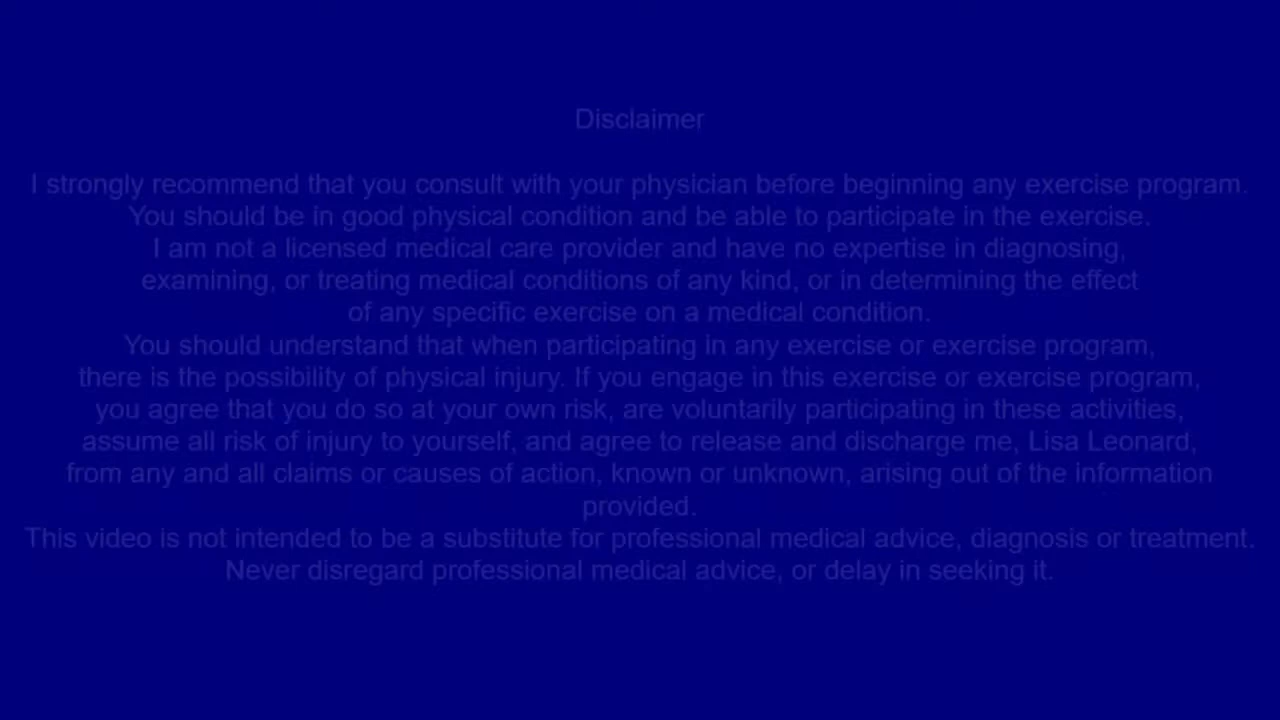 Disclaimer
I strongly recommend that you consult with your physician before beginning any exercise program.
You should be in good physical condition and be able to participate in the exercise.
I am not a licensed medical care provider and have no expertise in diagnosing,
examining, or treating medical conditions of any kind, or in determining the effect
of any specific exercise on a medical condition.
You should understand that when participating in any exercise or exercise program,
there is the possibility of physical injury. If you engage in this exercise or exercise program,
you agree that you do so at your own risk, are voluntarily participating in these activities,
assume all risk of injury to yourself, and agree to release and discharge me, Lisa Leonard,
from any and all claims or causes of action, known or unknown, arising out of the information
provided.
This video is not intended to be a substitute for professional medical advice, diagnosis or treatment.
Never disregard professional medical advice, or delay in seeking it.